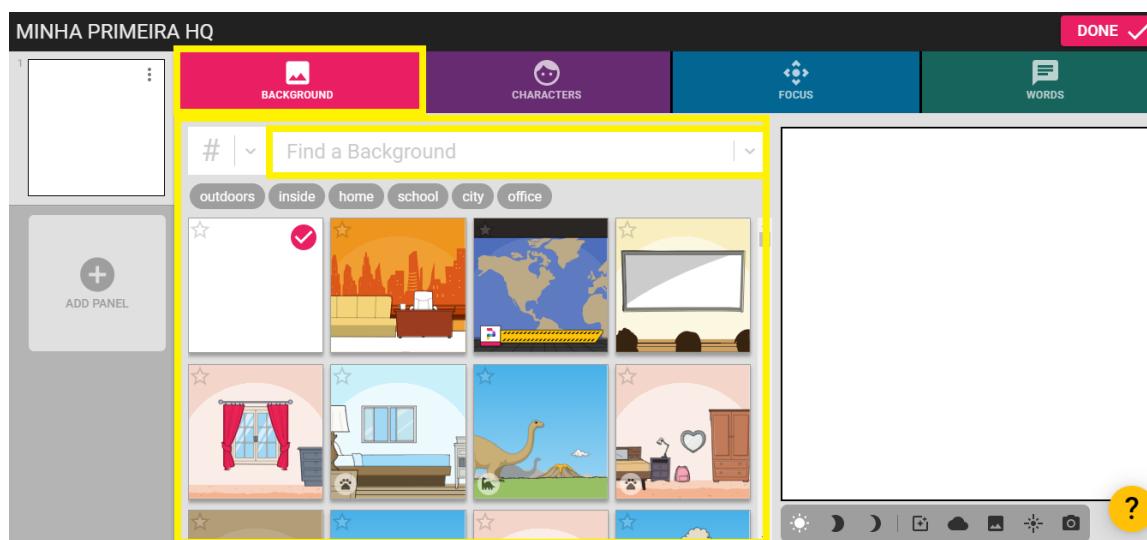 MINHA PRIMEIRA HQ
DONE
1
BACKGROUND
CHARACTERS
FOCUS
WORDS
# Find a Background
outdoors inside home school city office
ADD PANEL
?